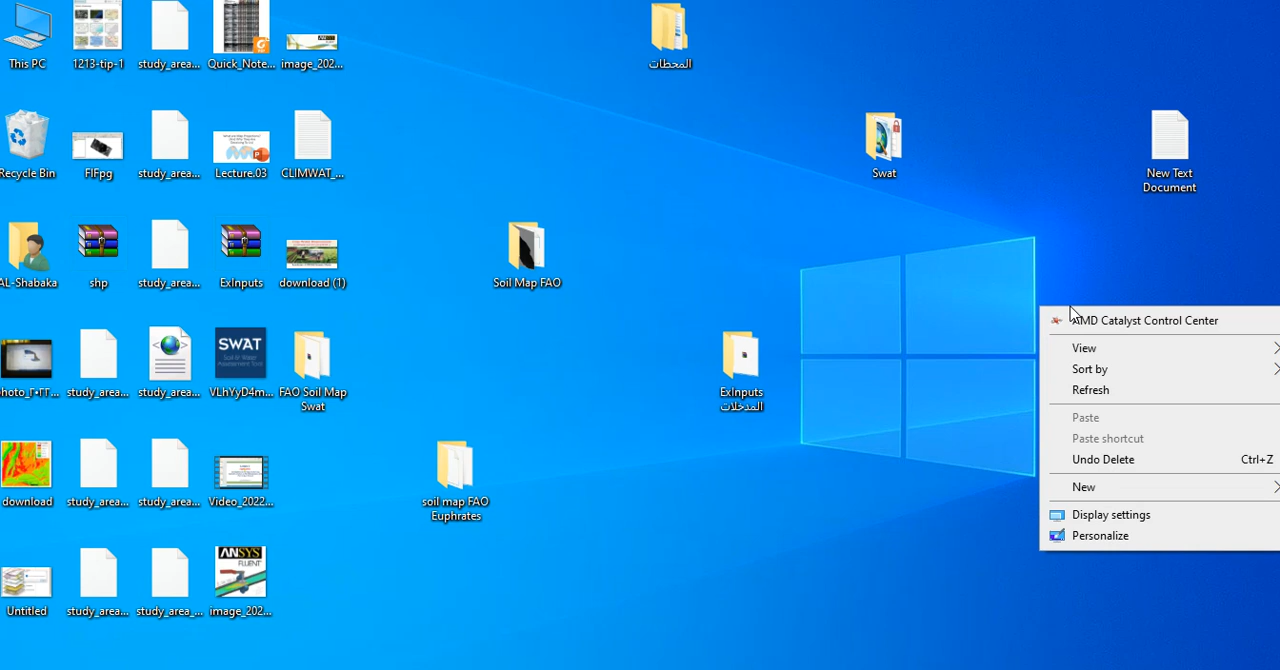 This PC
1213-tip-1
study_area...
Quick_Note...
image_202...
المحطات
Recycle Bin
FIFpg
study_area...
Lecture.03
CLIMWAT_...
Swat
New Text
Document
AL-Shabaka
shp
study_area...
ExInputs
download (1)
Soil Map FAO
study_area...
study_area...
SWAT
VLhYyD4m...
FAO Soil Map
Swat
ExInputs
المدخلات
download
study_area...
study_area...
Video_2022...
soil map FAO
Euphrates
Untitled
study_area...
study_area_...
ANSYS
FLUENT
image_202...
AMD Catalyst Control Center
View
Sort by
Refresh
Paste
Paste shortcut
Undo Delete Ctrl+Z
New
Display settings
Personalize